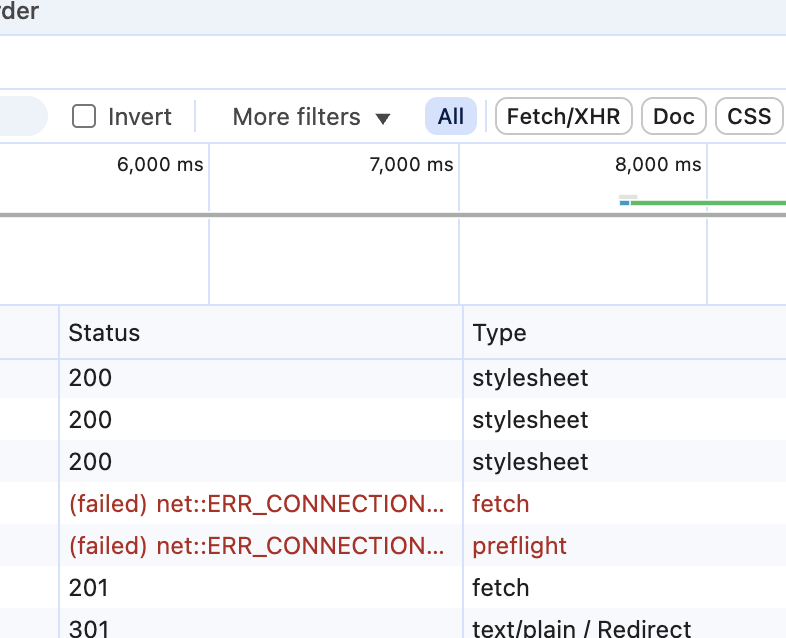 rder
Invert More filters ▼ All Fetch/XHR Doc CSS
6,000 ms 7,000 ms 8,000 ms
Status Type
200 stylesheet
200 stylesheet
200 stylesheet
(failed) net::ERR_CONNECTION... fetch
(failed) net::ERR_CONNECTION... preflight
201 fetch
301 text/plain / Redirect